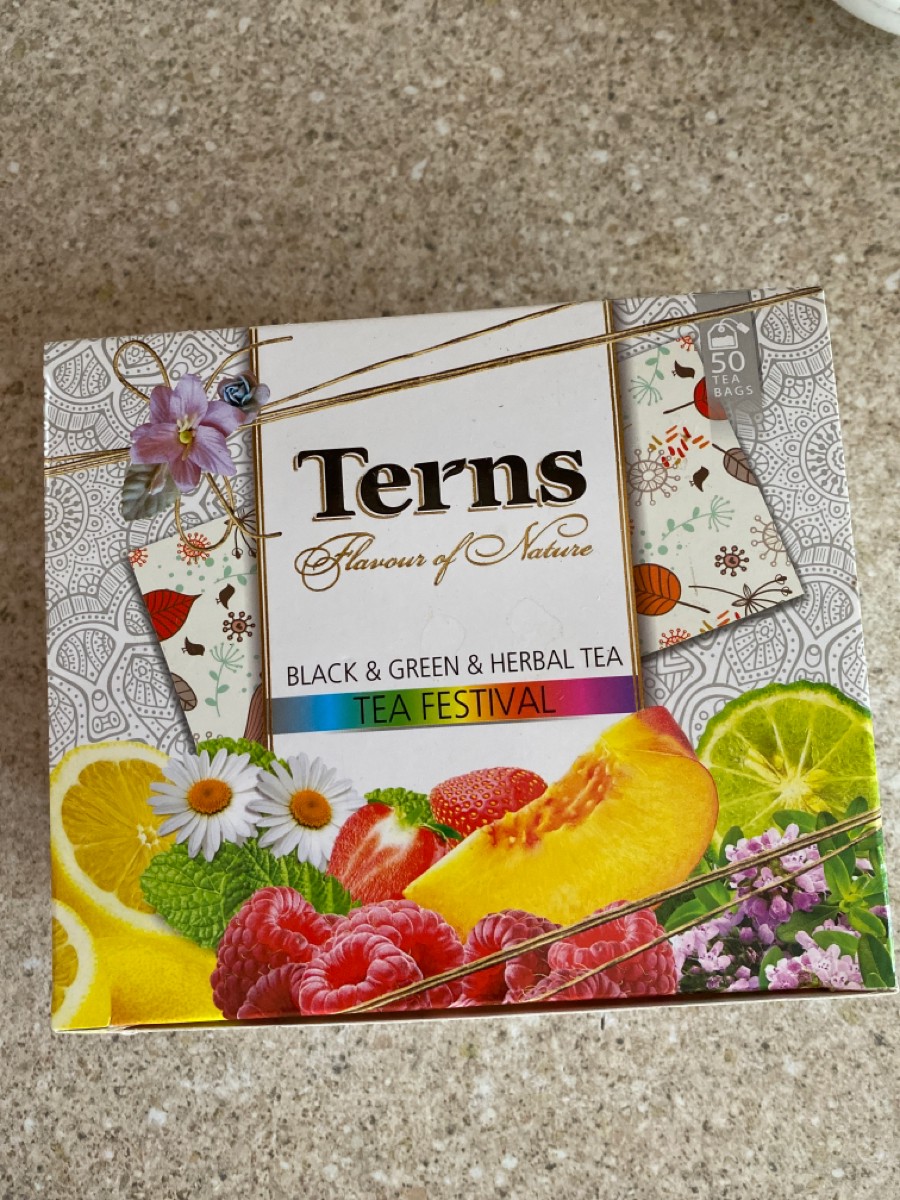 50
TEA
BAGS
Terns
Flavour of Nature
BLACK & GREEN & HERBAL TEA
TEA FESTIVAL